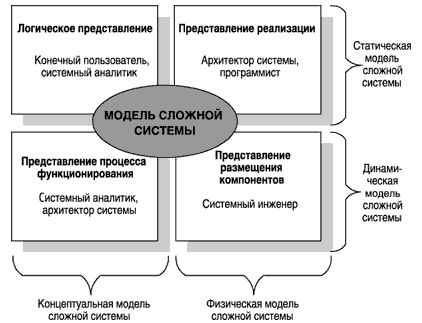 Логическое представление
Конечный пользователь,
системный аналитик
Представление реализации
Архитектор системы,
программист
Статическая
модель
сложной
системы
МОДЕЛЬ СЛОЖНОЙ
СИСТЕМЫ
Представление процесса
функционирования
Системный аналитик,
архитектор системы
Представление
размещения
компонентов
Системный инженер
Динами-
ческая
модель
сложной
системы
Концептуальная модель
сложной системы
Физическая модель
сложной системы